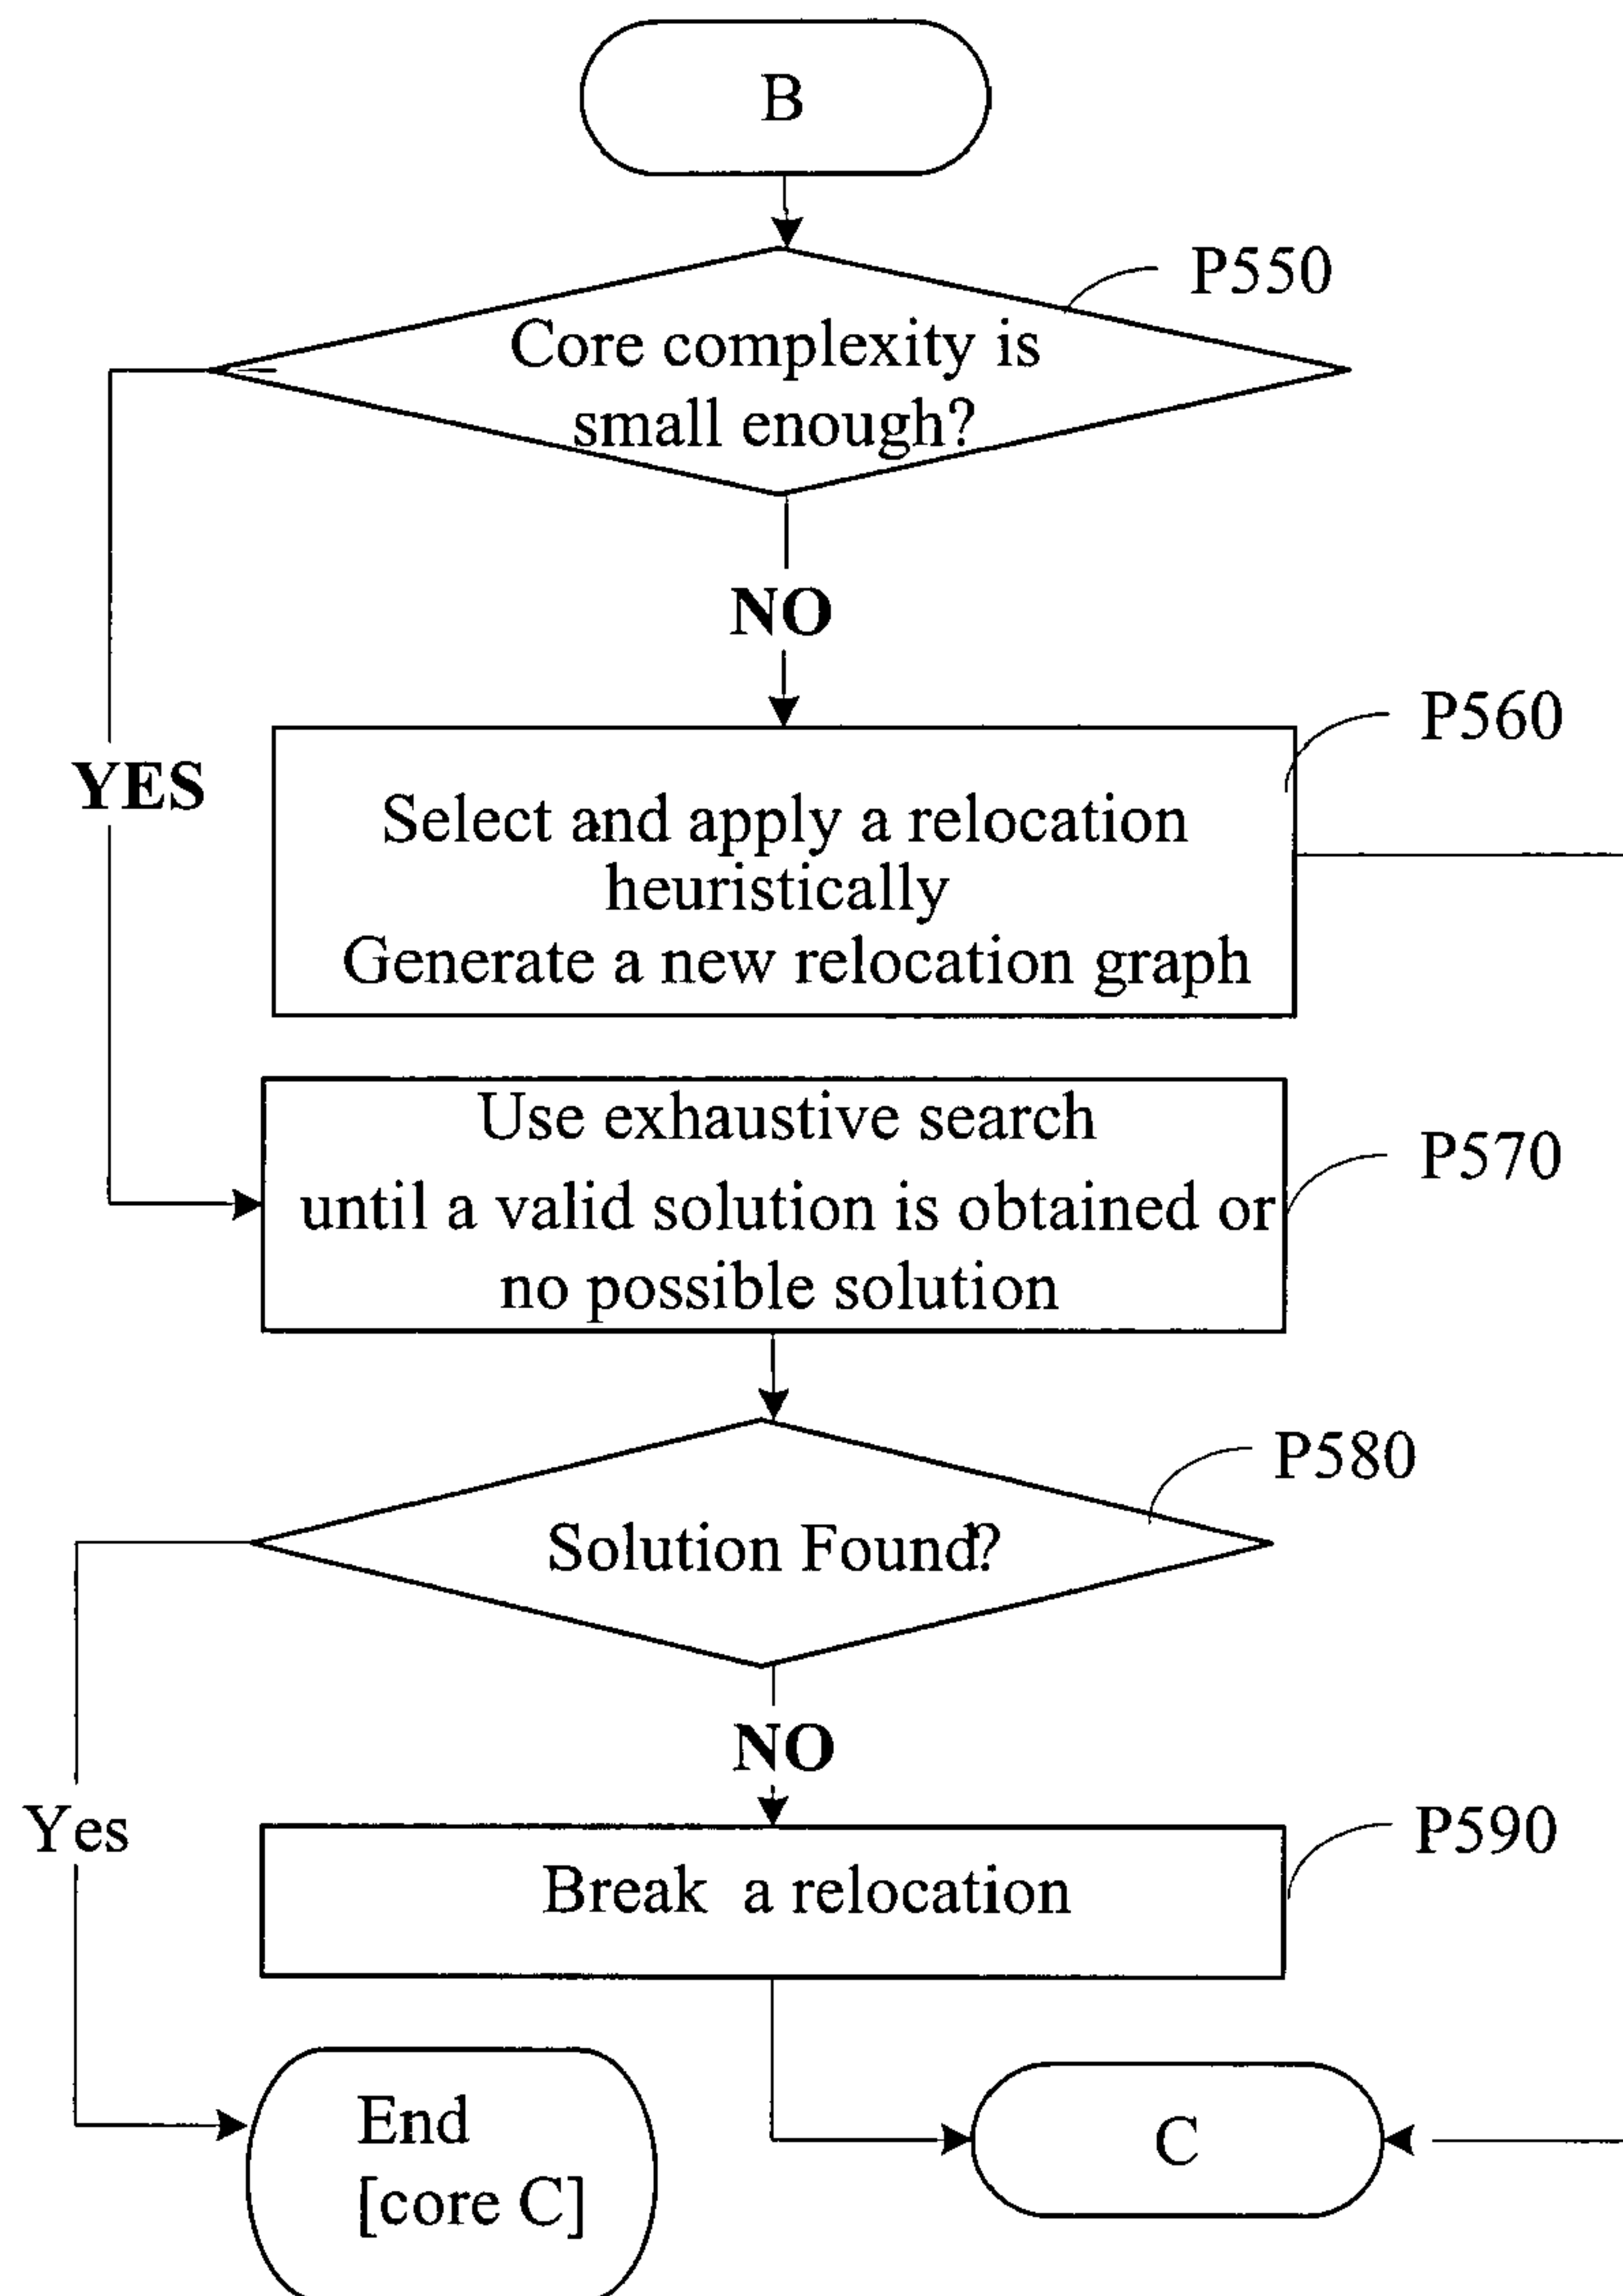 B
P550
Core complexity is
small enough?
NO
P560
YES
Select and apply a relocation
heuristically
Generate a new relocation graph
Use exhaustive search
P570
until a valid solution is obtained or
no possible solution
P580
Solution Found?
NO
Yes
P590
Break a relocation
End
[core C]
C